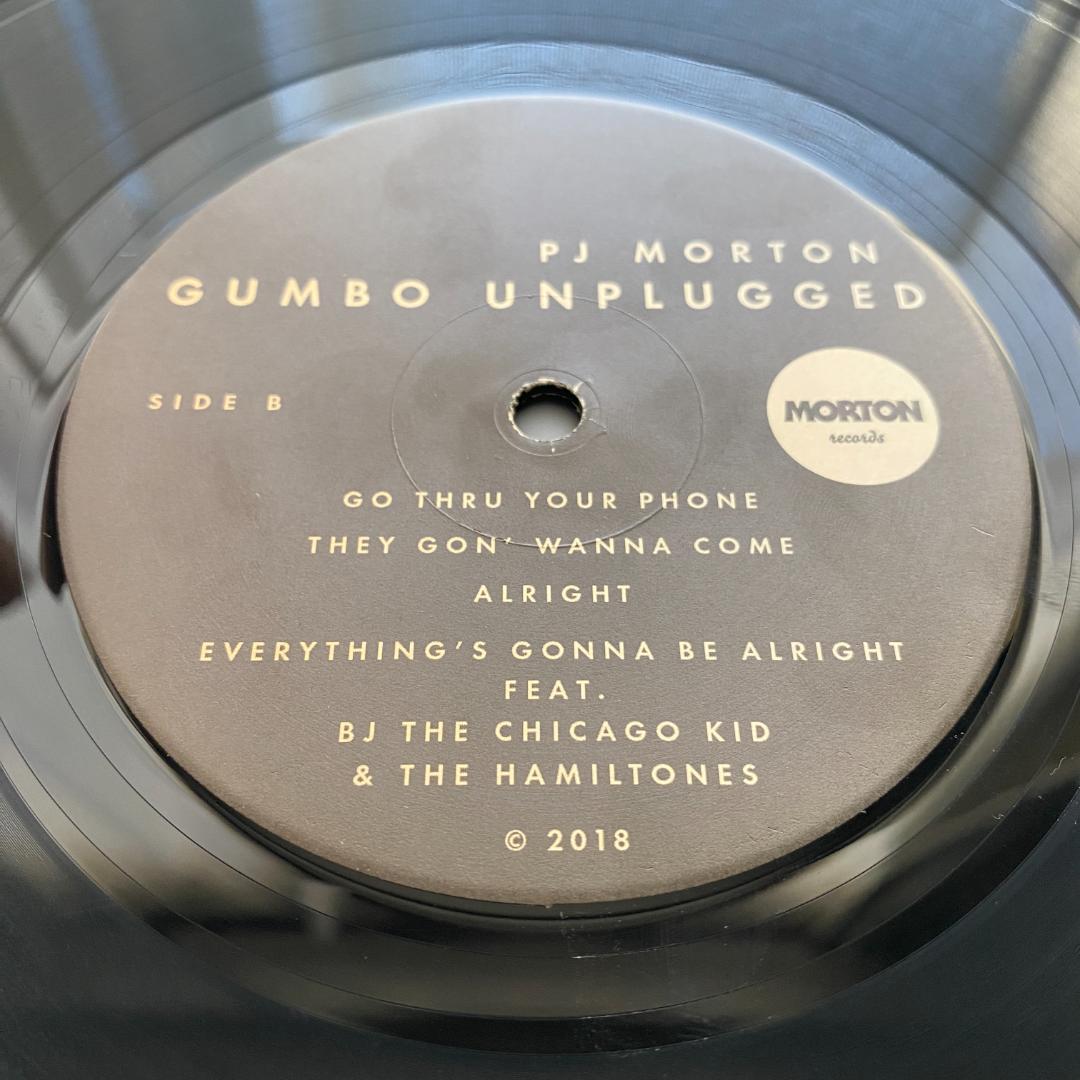 PJ MORTON
GUMBO UNPLUGGED
SIDE B
MORTON
records
GO THRU YOUR PHONE
THEY GON' WANNA COME
ALRIGHT
EVERYTHING'S GONNA BE ALRIGHT
FEAT.
BJ THE CHICAGO KID
& THE HAMILTONES
© 2018